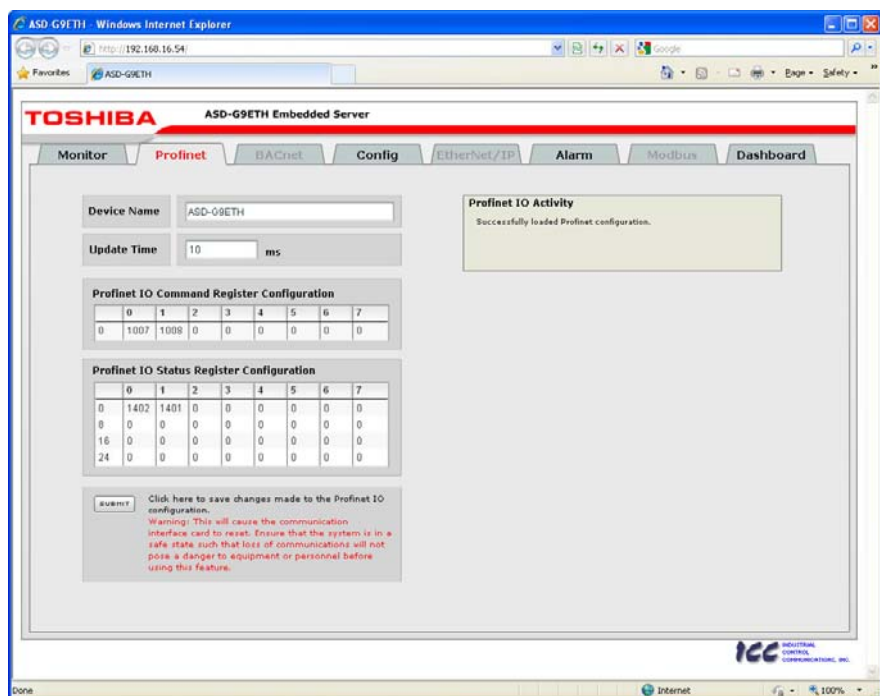 ASD-G9ETH - Windows Internet Explorer
http://192.168.16.54/
Google
Favorites ASD-G9ETH Page Safety
TOSHIBA ASD-G9ETH Embedded Server
Monitor Profinet BACnet Config EtherNet/IP Alarm Modbus Dashboard
Device Name ASD-G9ETH
Update Time 10 ms
Profinet IO Activity
Successfully loaded Profinet configuration.
Profinet IO Command Register Configuration
0 1 2 3 4 5 6 7
0 1007 1008 0 0 0 0 0 0
Profinet IO Status Register Configuration
0 1 2 3 4 5 6 7
0 1402 1401 0 0 0 0 0 0
8 0 0 0 0 0 0 0 0
16 0 0 0 0 0 0 0 0
24 0 0 0 0 0 0 0 0
SUBMIT
Click here to save changes made to the Profinet IO
configuration.
Warning: This will cause the communication
interface card to reset. Ensure that the system is in a
safe state such that loss of communications will not
pose a danger to equipment or personnel before
using this feature.
ICC INDUSTRIAL
CONTROL
COMMUNICATIONS, INC.
Done Internet 100%